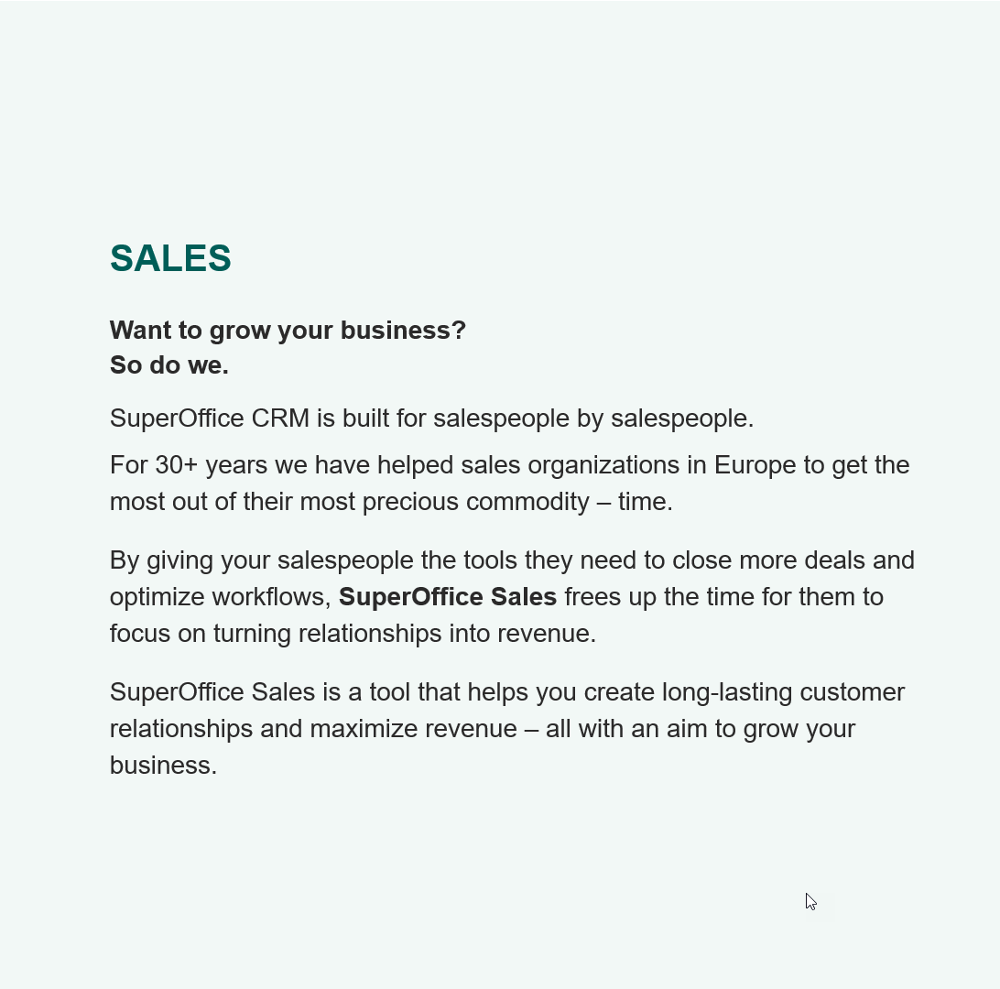 SALES
Want to grow your business?
So do we.
SuperOffice CRM is built for salespeople by salespeople.
For 30+ years we have helped sales organizations in Europe to get the
most out of their most precious commodity – time.
By giving your salespeople the tools they need to close more deals and
optimize workflows, SuperOffice Sales frees up the time for them to
focus on turning relationships into revenue.
SuperOffice Sales is a tool that helps you create long-lasting customer
relationships and maximize revenue – all with an aim to grow your
business.